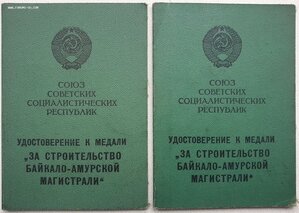 СОЮЗ
СОВЕТСКИХ
СОЦИАЛИСТИЧЕСКИХ
РЕСПУБЛИК
УДОСТОВЕРЕНИЕ К МЕДАЛИ
„ЗА СТРОИТЕЛЬСТВО
БАЙКАЛО-АМУРСКОЙ
МАГИСТРАЛИ“
СОЮЗ
СОВЕТСКИХ
СОЦИАЛИСТИЧЕСКИХ
РЕСПУБЛИК
УДОСТОВЕРЕНИЕ К МЕДАЛИ
„ЗА СТРОИТЕЛЬСТВО
БАЙКАЛО-АМУРСКОЙ
МАГИСТРАЛИ“